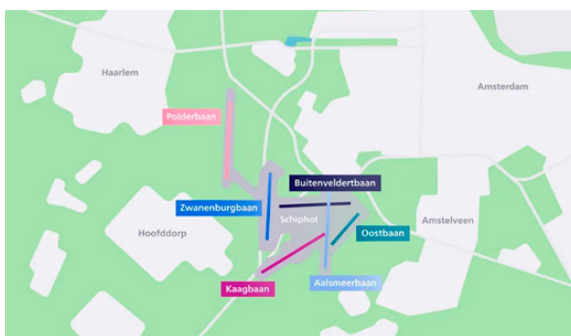 Haarlem
Amsterdam
Polderbaan
Buitenveldertbaan
Zwanenburgbaan
Schiphol
Amstelveen
Hoofddorp
Oostbaan
Kaagbaan
Aalsmeerbaan